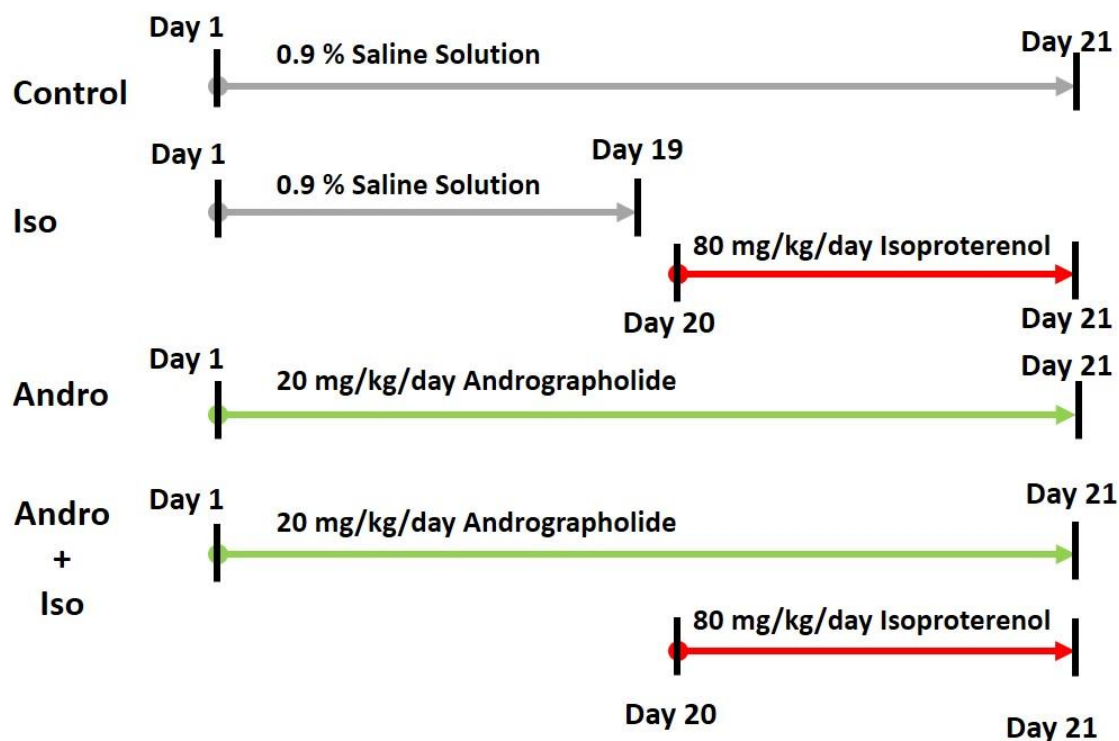 Day 1
0.9 % Saline Solution
Day 21
Control
Day 1
0.9 % Saline Solution
Day 19
Iso
80 mg/kg/day Isoproterenol
Day 20
Day 21
Day 1
20 mg/kg/day Andrographolide
Day 21
Andro
Day 1
20 mg/kg/day Andrographolide
Day 21
Andro
+
Iso
80 mg/kg/day Isoproterenol
Day 20
Day 21